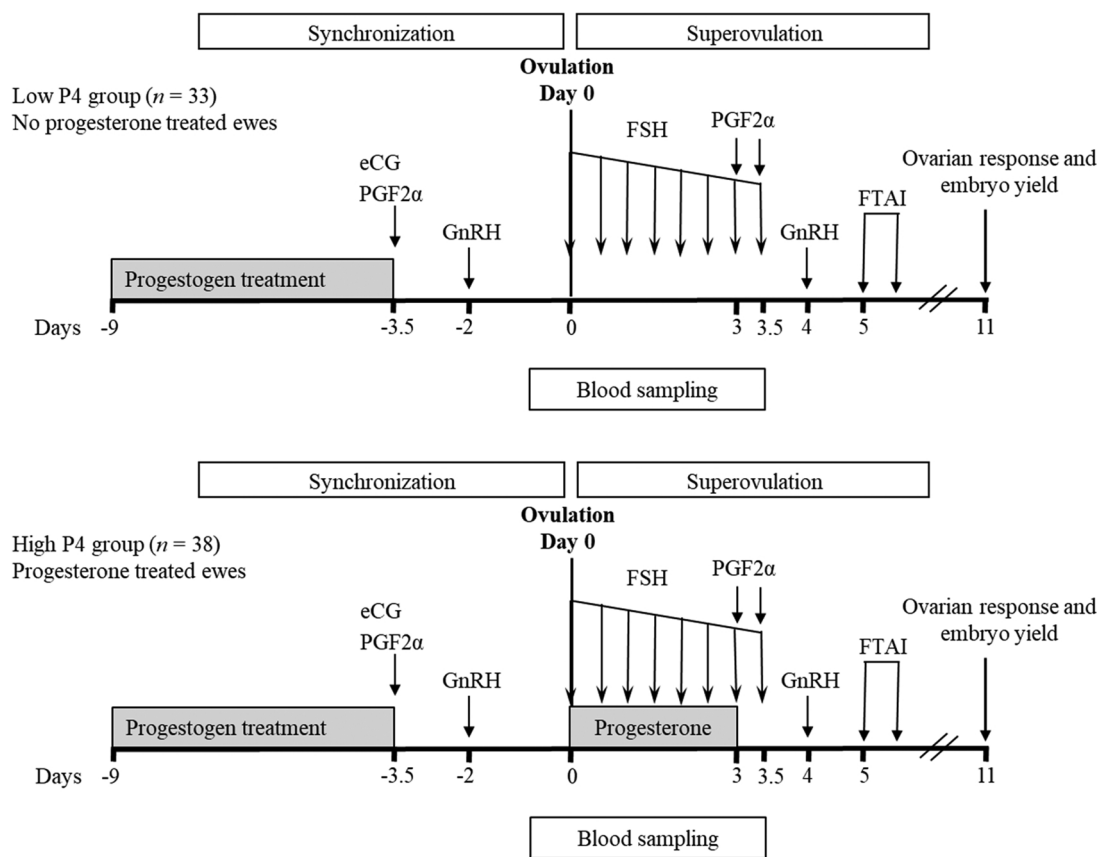 Synchronization
Superovulation
Ovulation
Day 0
Low P4 group (n = 33)
No progesterone treated ewes
FSH
PGF2α
eCG
PGF2α
GnRH
GnRH
FTAI
Ovarian response and
embryo yield
Progestogen treatment
Days -9 -3.5 -2 0 3 3.5 4 5 11
Blood sampling
Synchronization
Superovulation
Ovulation
Day 0
High P4 group (n = 38)
Progesterone treated ewes
FSH
PGF2α
eCG
PGF2α
GnRH
GnRH
FTAI
Ovarian response and
embryo yield
Progestogen treatment
Progesterone
Days -9 -3.5 -2 0 3 3.5 4 5 11
Blood sampling